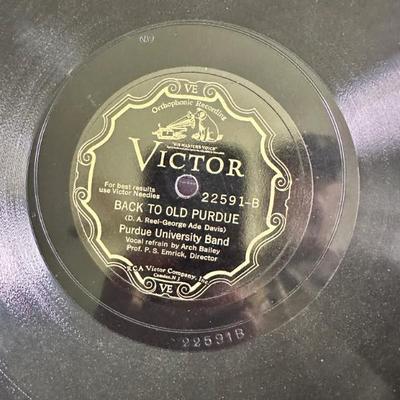 VE
Orthophonic Recording
"HIS MASTER'S VOICE"
VICTOR
For best results
use Victor Needles
22591-B
BACK TO OLD PURDUE
(D. A. Reel-George Ade Davis)
Purdue University Band
Vocal refrain by Arch Bailey
Prof. P. S. Emrick, Director
RCA Victor Company, Inc.
Camden, N.J.
VE
22591B